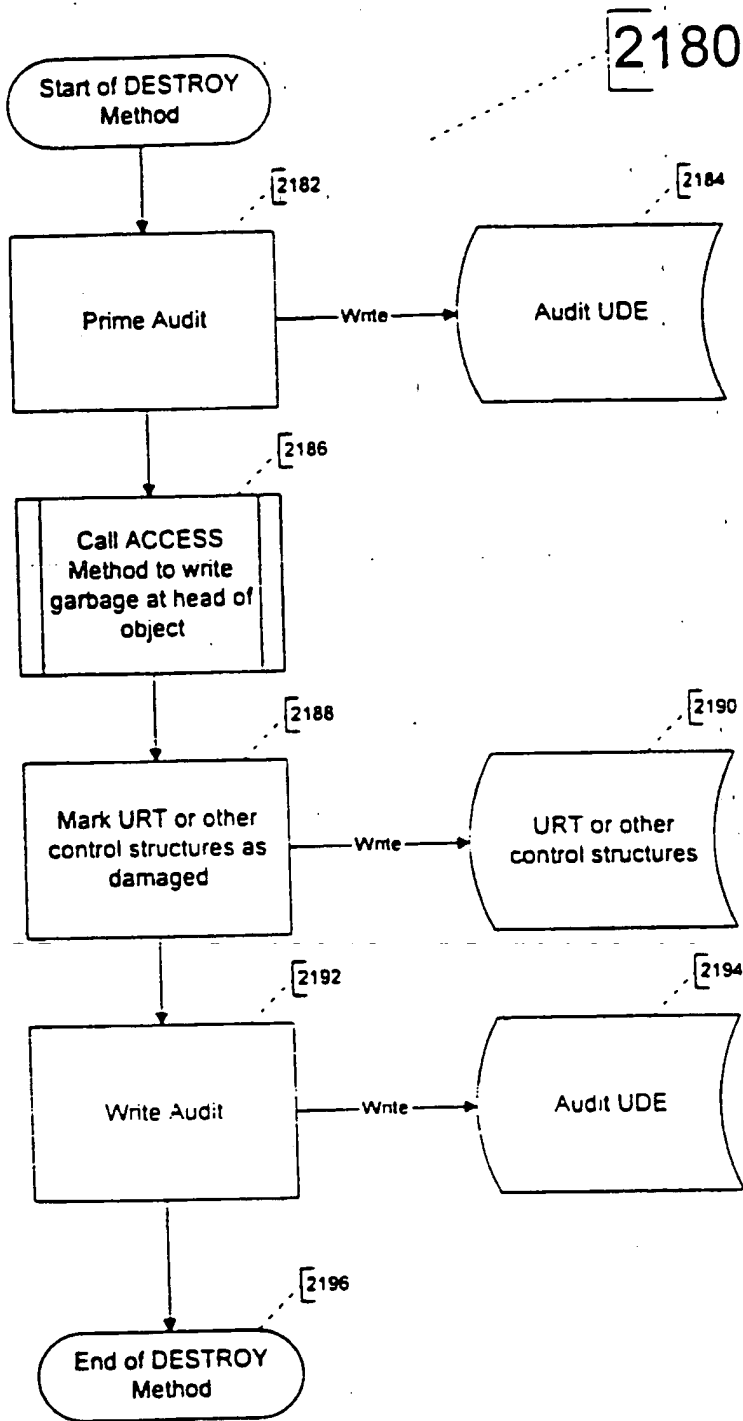 2180
Start of DESTROY
Method
2182
2184
Prime Audit
Write
Audit UDE
2186
Call ACCESS
Method to write
garbage at head of
object
2188
2190
Mark URT or other
control structures as
damaged
Write
URT or other
control structures
2192
2194
Write Audit
Write
Audit UDE
2196
End of DESTROY
Method